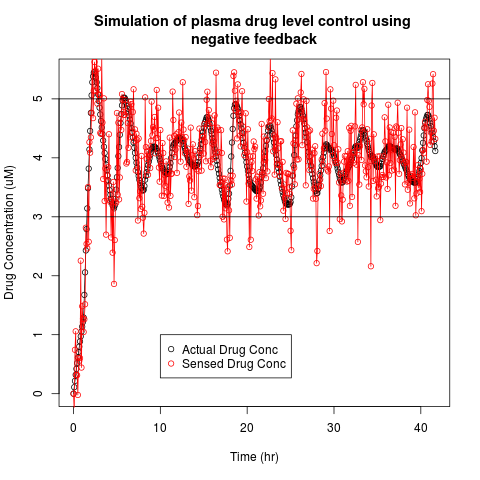 Simulation of plasma drug level control using
negative feedback
Drug Concentration (uM)
5
4
3
2
1
0
Actual Drug Conc
Sensed Drug Conc
0 10 20 30 40
Time (hr)